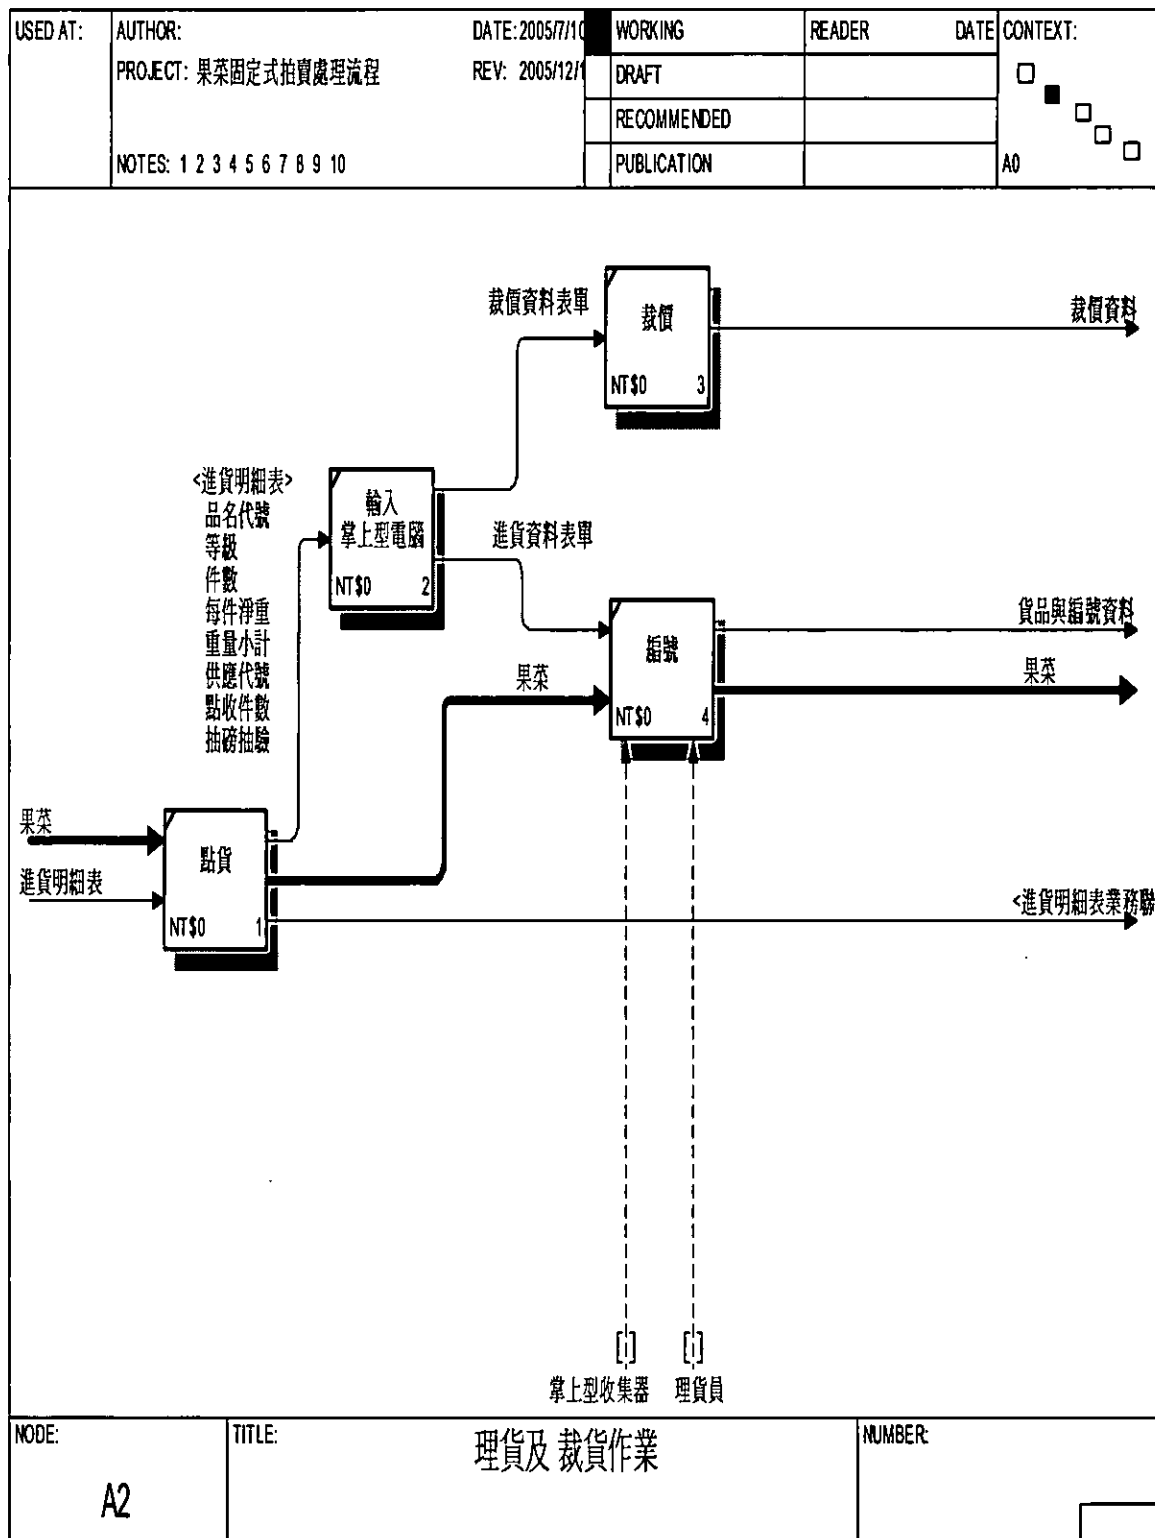 USED AT:
AUTHOR:
DATE: 2005/7/10
WORKING
READER
DATE
CONTEXT:
PROJECT: 果菜固定式拍賣處理流程
REV: 2005/12/1
DRAFT
RECOMMENDED
NOTES: 1 2 3 4 5 6 7 8 9 10
PUBLICATION
A0
裁價資料表單
裁價
NT$0 3
裁價資料
<進貨明細表>
品名代號
等級
件數
每件淨重
重量小計
供應代號
點收件數
抽磅抽驗
輸入
掌上型電腦
NT$0 2
進貨資料表單
編號
NT$0 4
貨品與編號資料
果菜
果菜
果菜
進貨明細表
點貨
NT$0 1
<進貨明細表業務聯
掌上型收集器
理貨員
NODE:
A2
TITLE:
理貨及 裁貨作業
NUMBER: